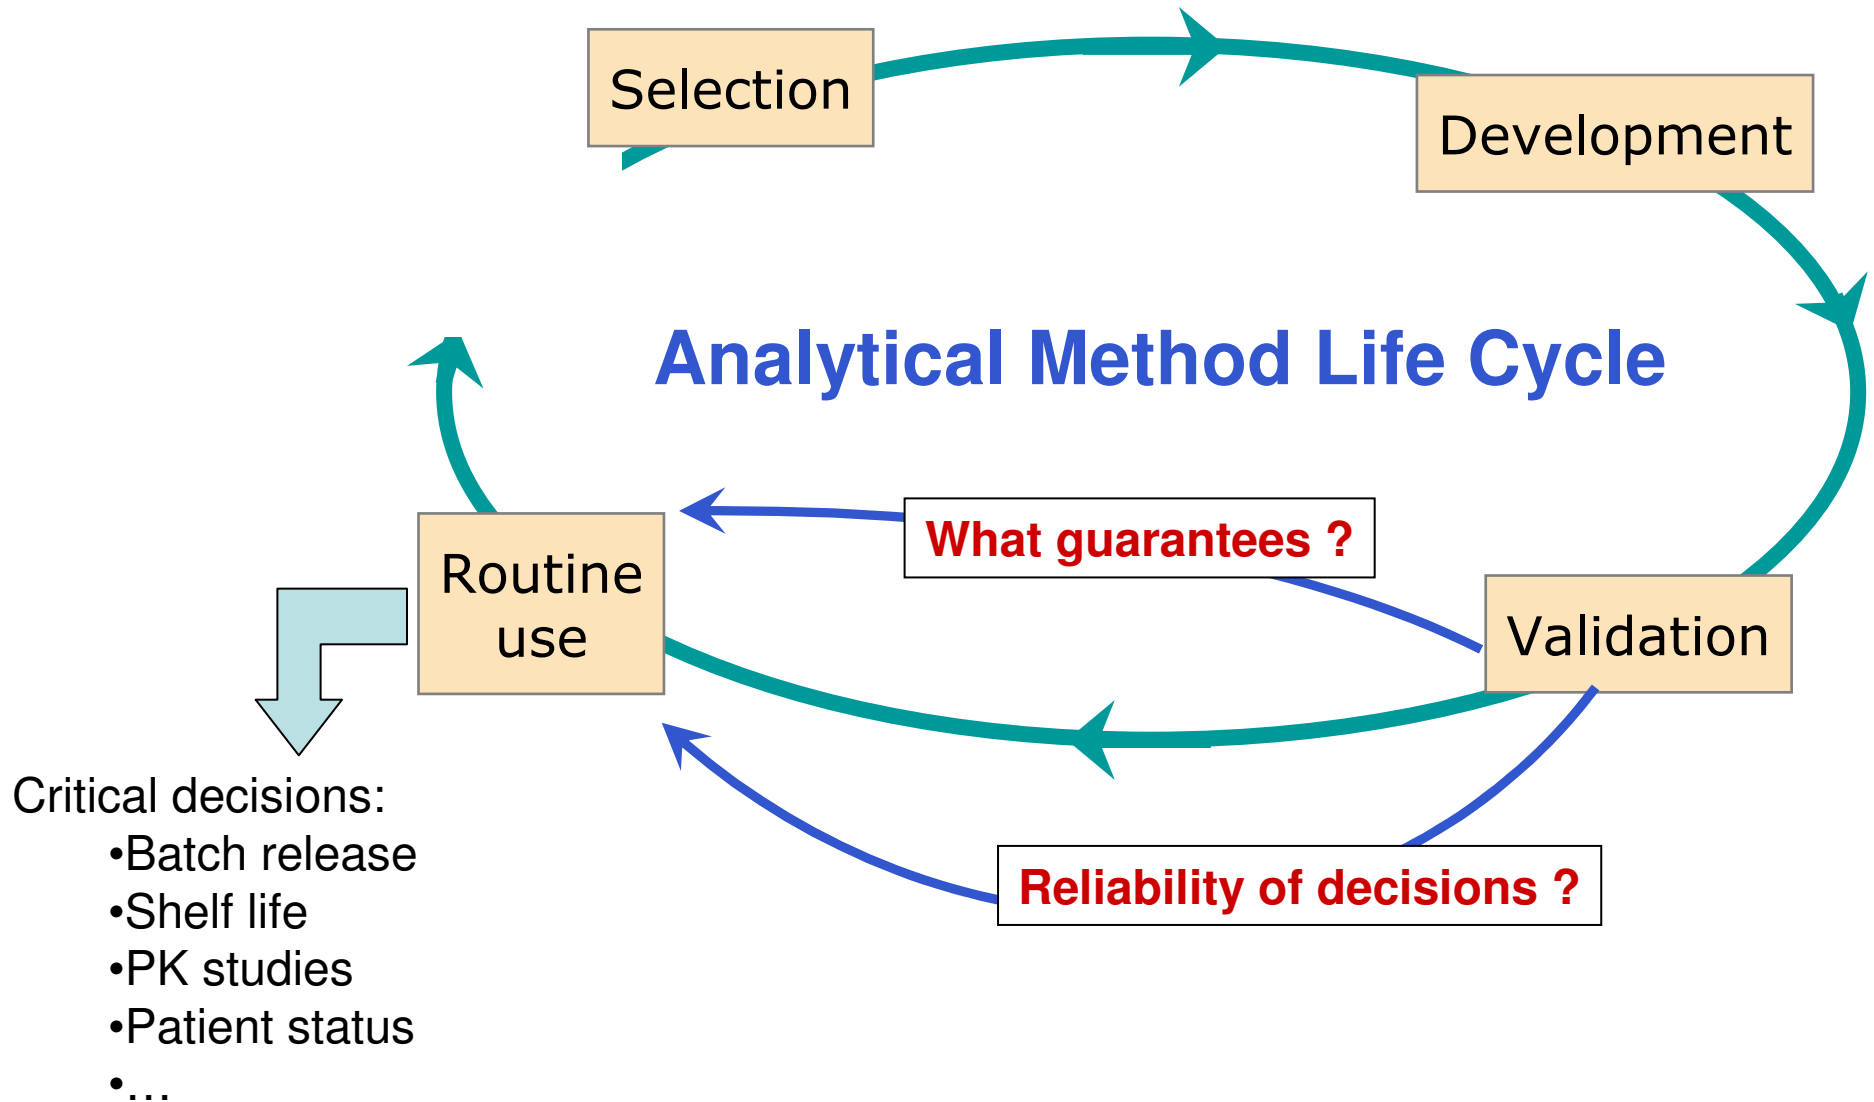 Selection
Development
Analytical Method Life Cycle
What guarantees ?
Routine
use
Validation
Critical decisions:
•Batch release
•Shelf life
•PK studies
•Patient status
•...
Reliability of decisions ?